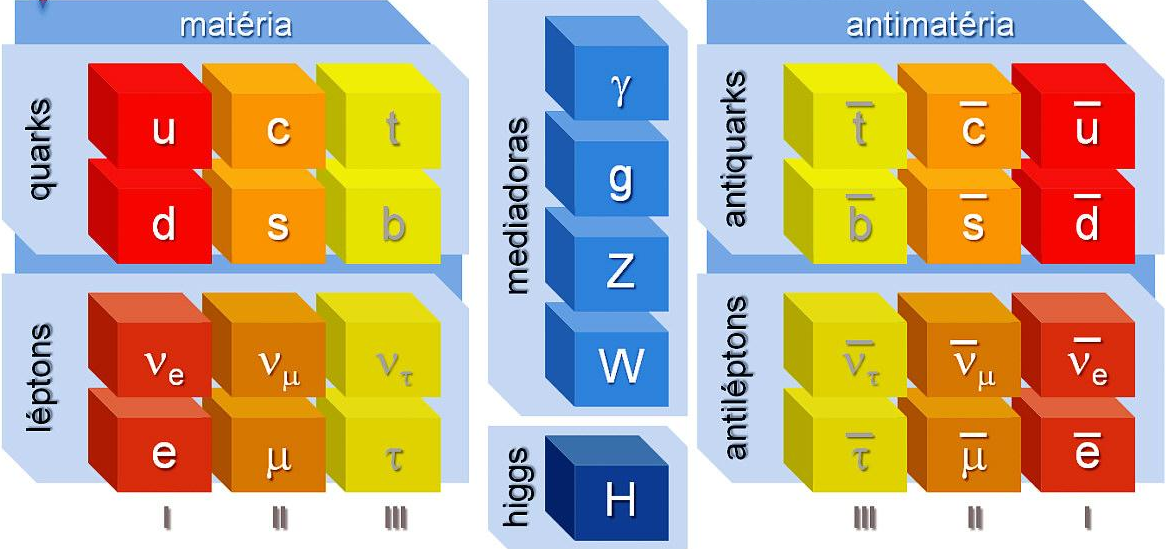 matéria
quarks
u c t
d s b
léptons
νe νμ ντ
e μ τ
I II III
mediadoras
γ
g
Z
W
higgs
H
antimatéria
antiquarks
t̅ c̅ u̅
b̅ s̅ d̅
antiléptons
ν̅τ ν̅μ ν̅e
τ̅ μ̅ e̅
III II I